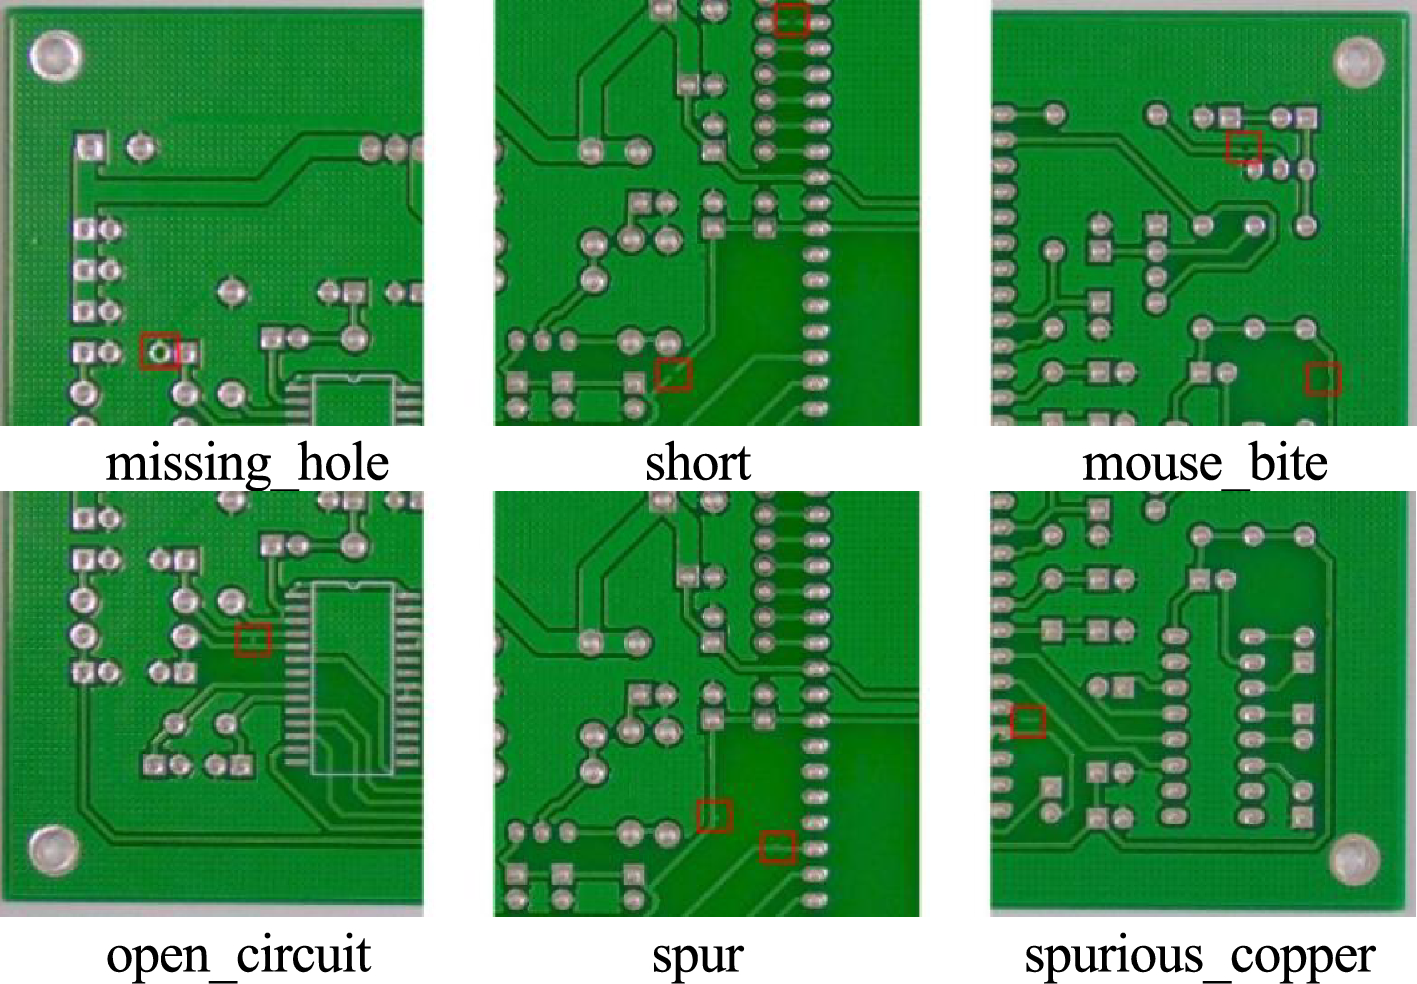 missing_hole
short
mouse_bite
open_circuit
spur
spurious_copper